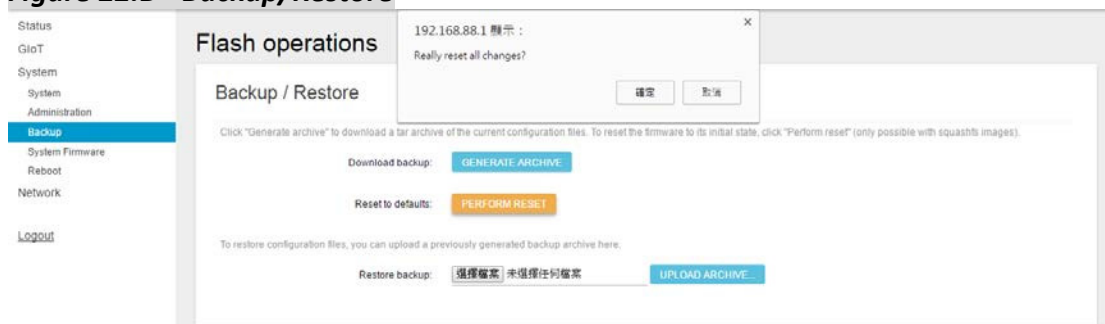 Backup/Restore
Status
GIoT
System
System
Administration
Backup
System Firmware
Reboot
Network
Logout
Flash operations
192.168.88.1 顯示：
Really reset all changes?
確定
取消
Backup / Restore
Click "Generate archive" to download a tar archive of the current configuration files. To reset the firmware to its initial state, click "Perform reset" (only possible with squashfs images).
Download backup: GENERATE ARCHIVE
Reset to defaults: PERFORM RESET
To restore configuration files, you can upload a previously generated backup archive here.
Restore backup: 選擇檔案 未選擇任何檔案 UPLOAD ARCHIVE...